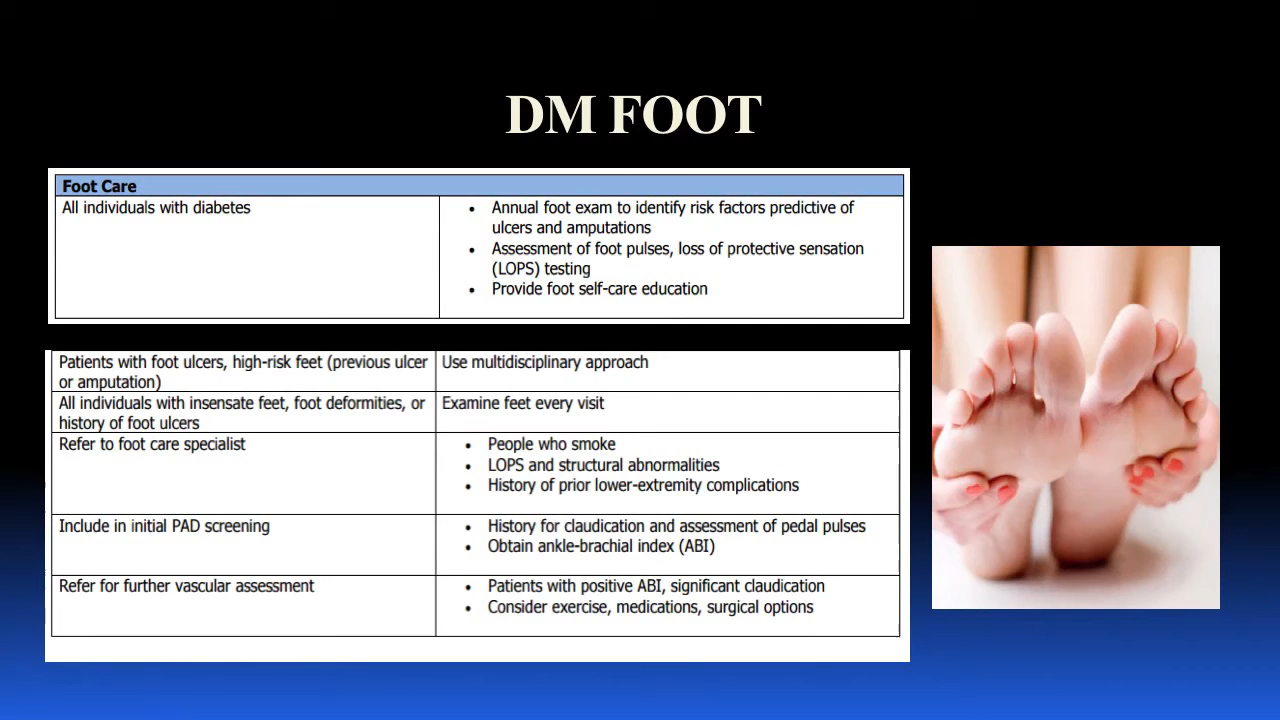 DM FOOT
Foot Care
All individuals with diabetes
• Annual foot exam to identify risk factors predictive of
ulcers and amputations
• Assessment of foot pulses, loss of protective sensation
(LOPS) testing
• Provide foot self-care education
Patients with foot ulcers, high-risk feet (previous ulcer
or amputation)
Use multidisciplinary approach
All individuals with insensate feet, foot deformities, or
history of foot ulcers
Examine feet every visit
Refer to foot care specialist
• People who smoke
• LOPS and structural abnormalities
• History of prior lower-extremity complications
Include in initial PAD screening
• History for claudication and assessment of pedal pulses
• Obtain ankle-brachial index (ABI)
Refer for further vascular assessment
• Patients with positive ABI, significant claudication
• Consider exercise, medications, surgical options